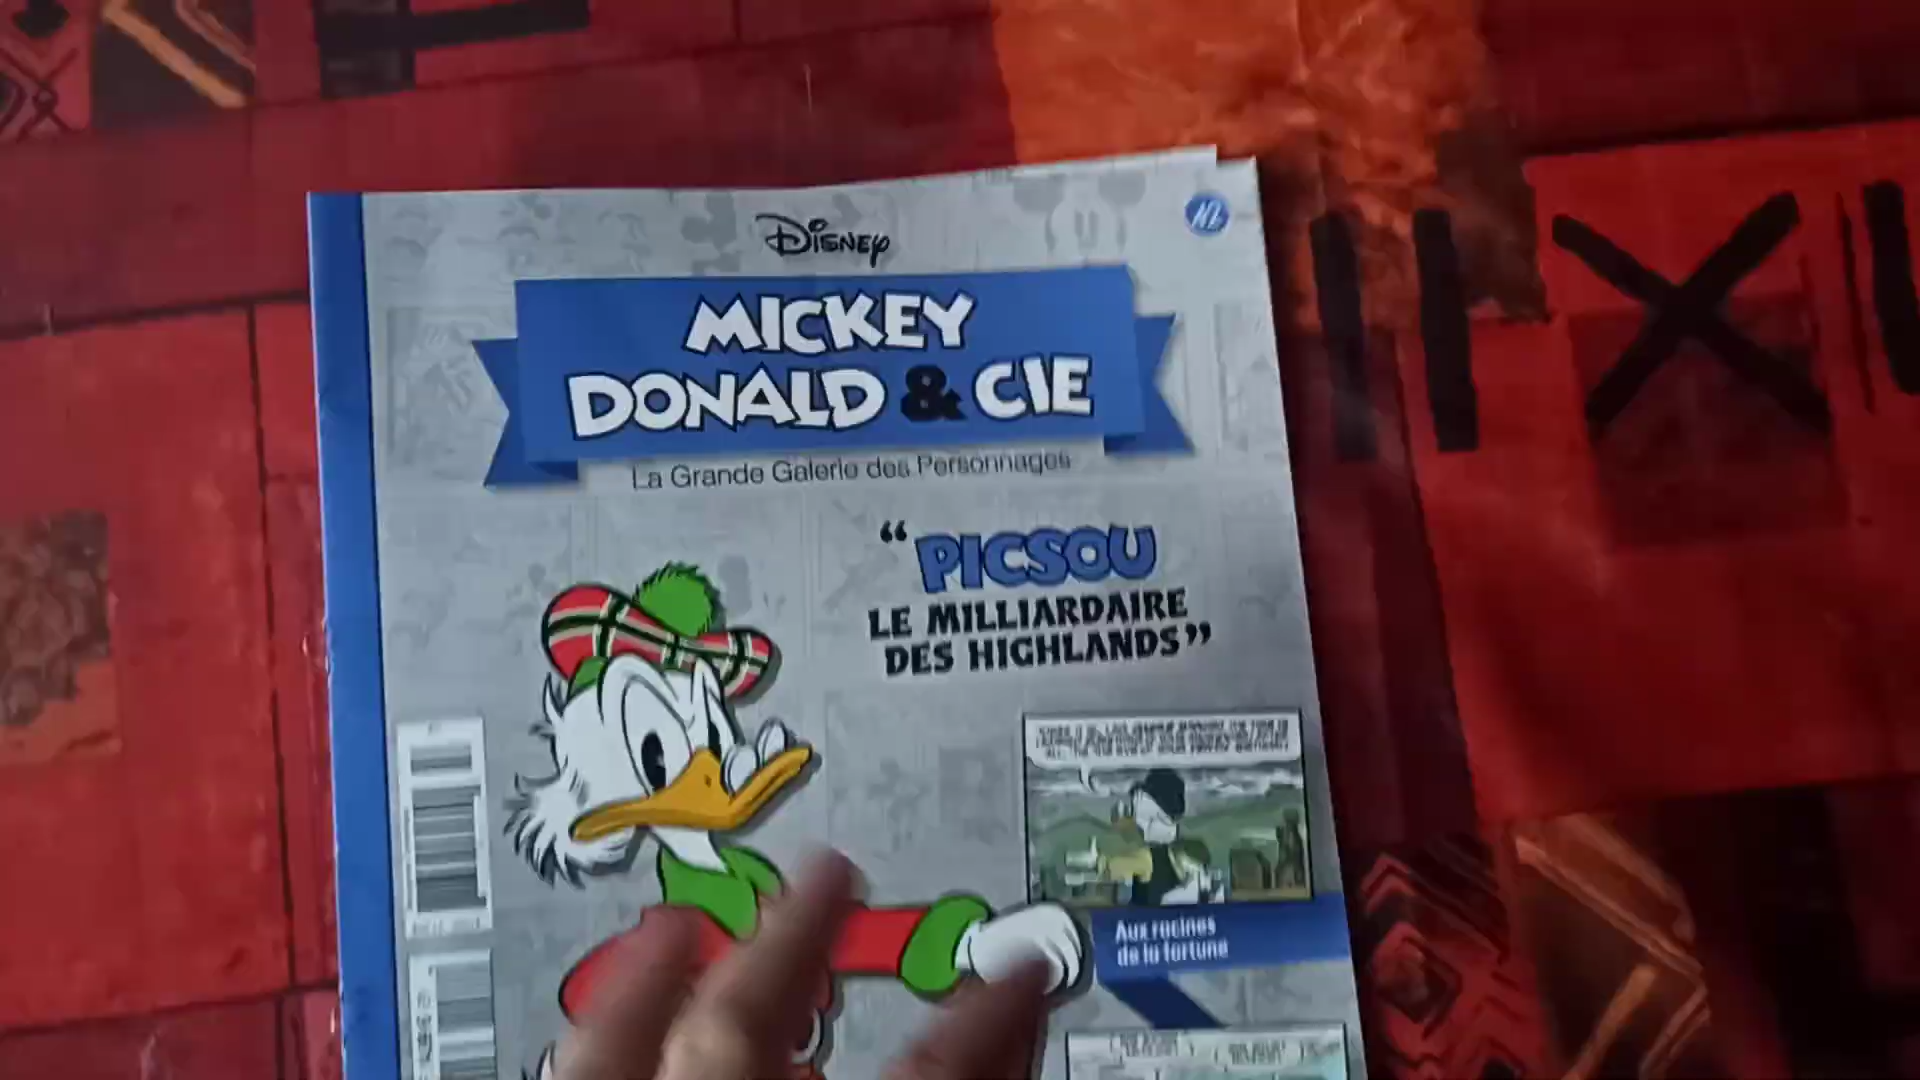 Disney
MICKEY
DONALD & CIE
La Grande Galerie des Personnages
“PICSOU
LE MILLIARDAIRE
DES HIGHLANDS”
Aux racines
de la fortune